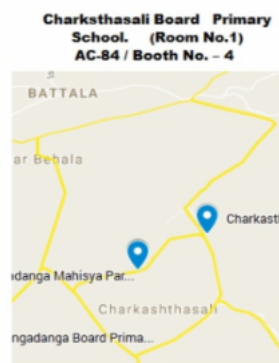 Charksthasali Board Primary
School. (Room No.1)
AC-84 / Booth No. – 4
BATTALA
ar Behala
Charkasth
adanga Mahisya Par...
Charkashthasali
ngadanga Board Prima...